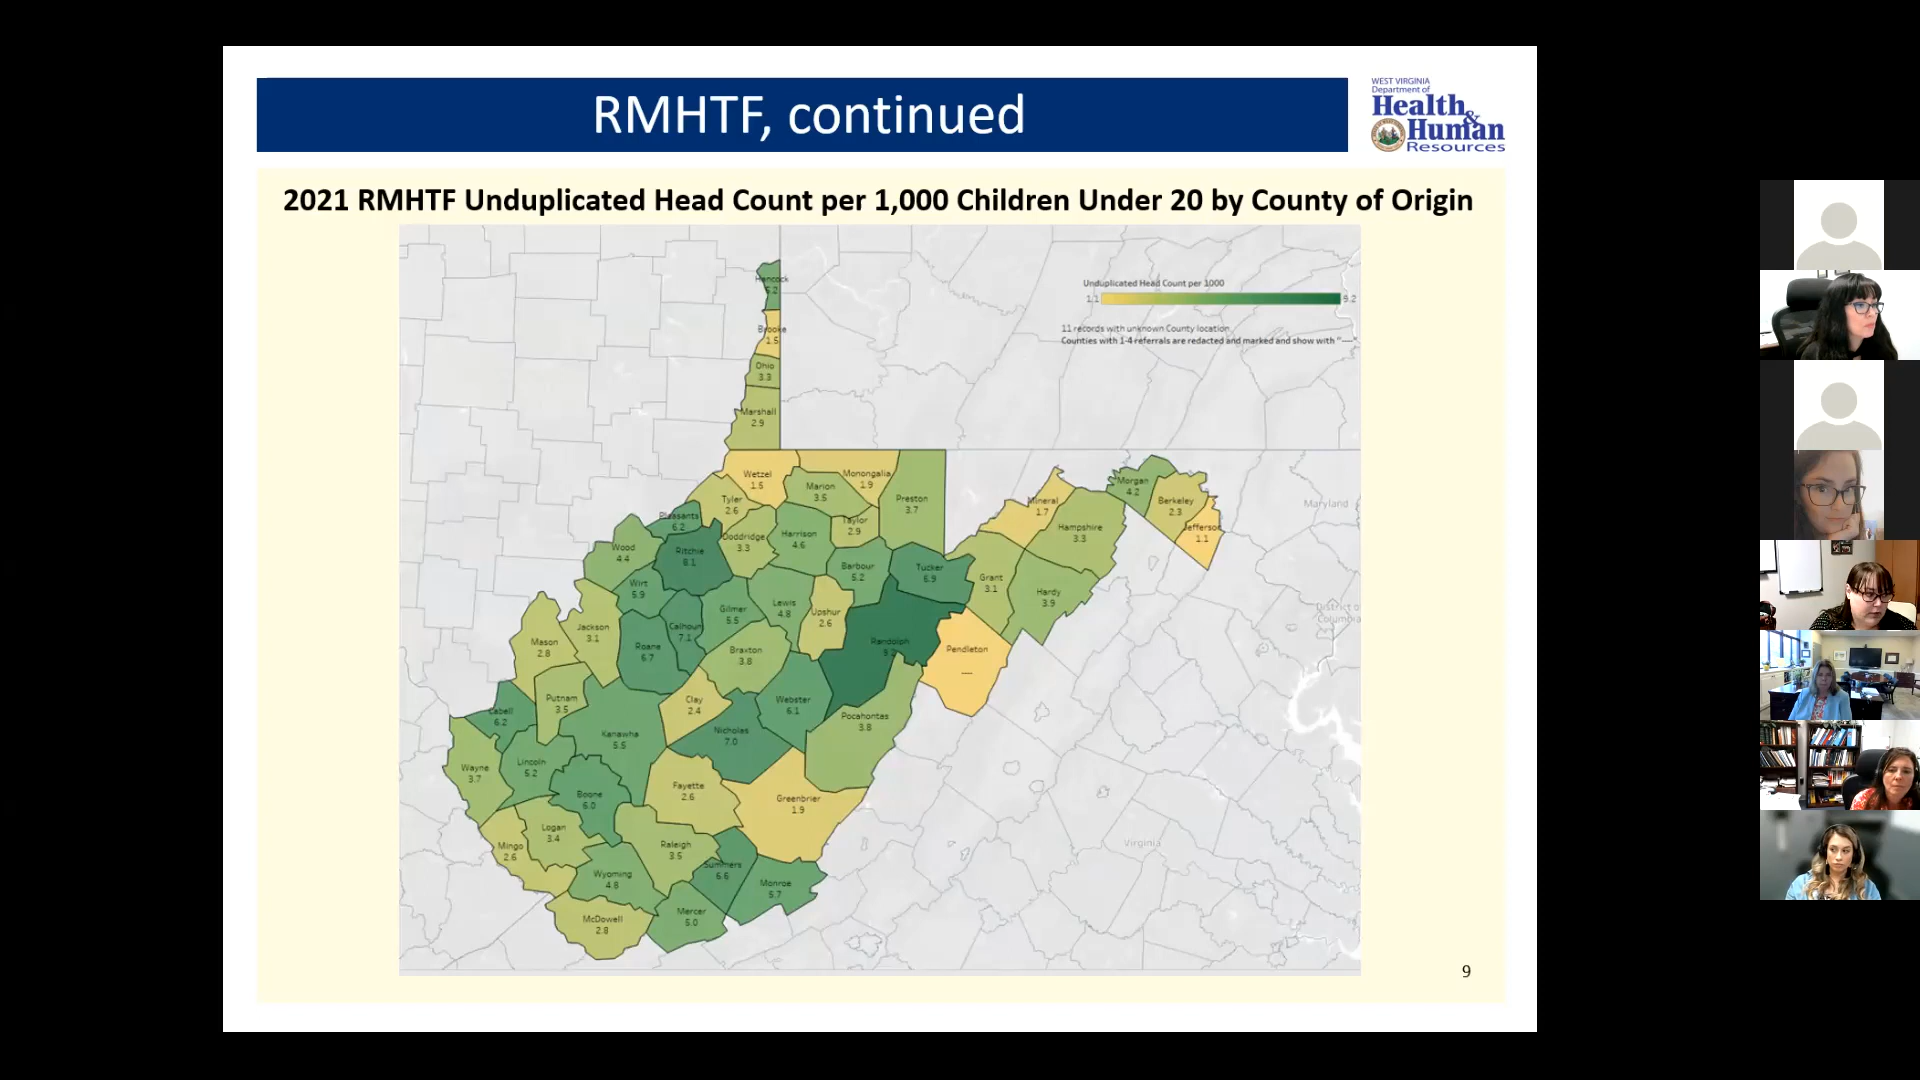 RMHTF, continued
WEST VIRGINIA
Department of
Health &
Human
Resources
2021 RMHTF Unduplicated Head Count per 1,000 Children Under 20 by County of Origin
Unduplicated Head Count per 1000
1.1 9.2
11 records with unknown County location
Counties with 1-4 referrals are redacted and marked and show with "----"
Hancock
5.2
Brooke
1.5
Ohio
3.3
Marshall
2.9
Wetzel
1.5
Monongalia
1.9
Marion
3.5
Preston
3.7
Tyler
2.6
Pleasants
6.2
Taylor
2.9
Doddridge
3.3
Harrison
4.6
Wood
4.4
Ritchie
8.1
Barbour
5.2
Tucker
6.9
Mineral
1.7
Hampshire
3.3
Morgan
4.2
Berkeley
2.3
Jefferson
1.1
Maryland
Grant
3.1
Hardy
3.9
District of
Columbia
Wirt
5.9
Calhoun
7.1
Gilmer
5.5
Lewis
4.8
Upshur
2.6
Randolph
9.2
Pendleton
----
Jackson
3.1
Mason
2.8
Roane
6.7
Braxton
3.8
Putnam
3.5
Cabell
6.2
Clay
2.4
Webster
6.1
Pocahontas
3.8
Kanawha
5.5
Nicholas
7.0
Wayne
3.7
Lincoln
5.2
Boone
6.0
Fayette
2.6
Greenbrier
1.9
Logan
3.4
Mingo
2.6
Raleigh
3.5
Summers
6.6
Monroe
5.7
Wyoming
4.8
Mercer
5.0
McDowell
2.8
Virginia
9